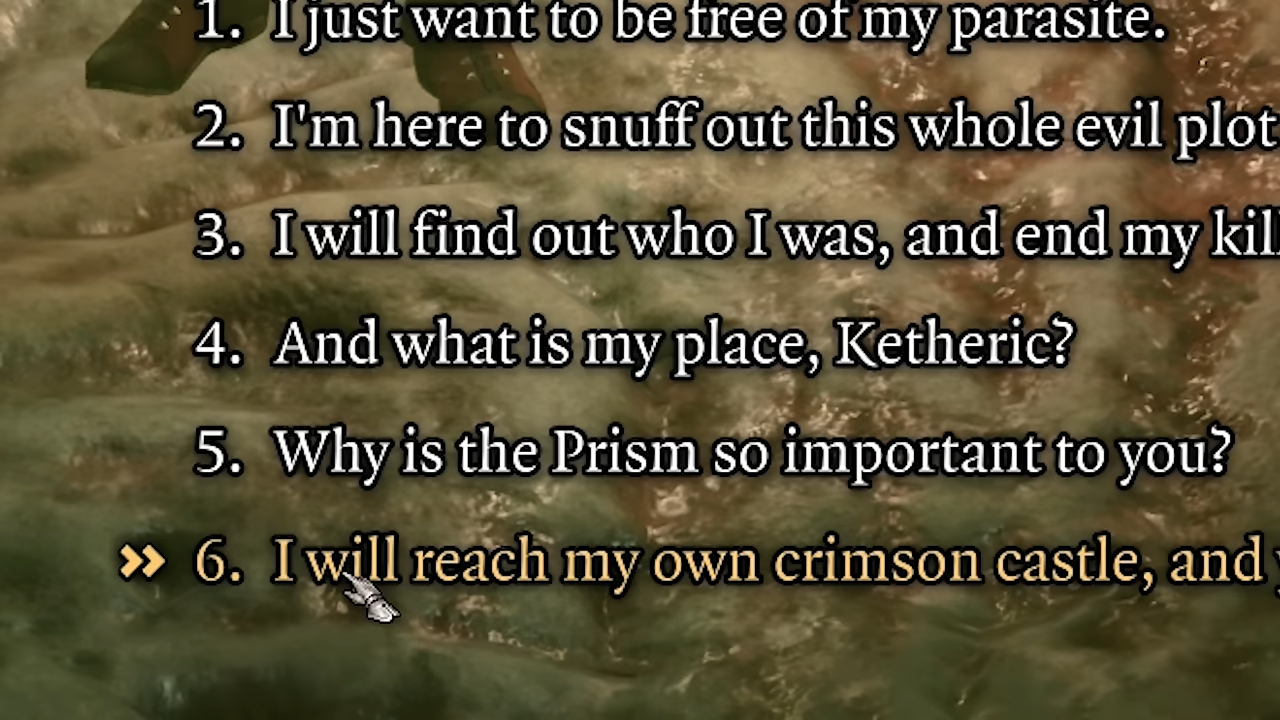 1. I just want to be free of my parasite.
2. I'm here to snuff out this whole evil plot
3. I will find out who I was, and end my
4. And what is my place, Ketheric?
5. Why is the Prism so important to you?
>> 6. I will reach my own crimson castle, and